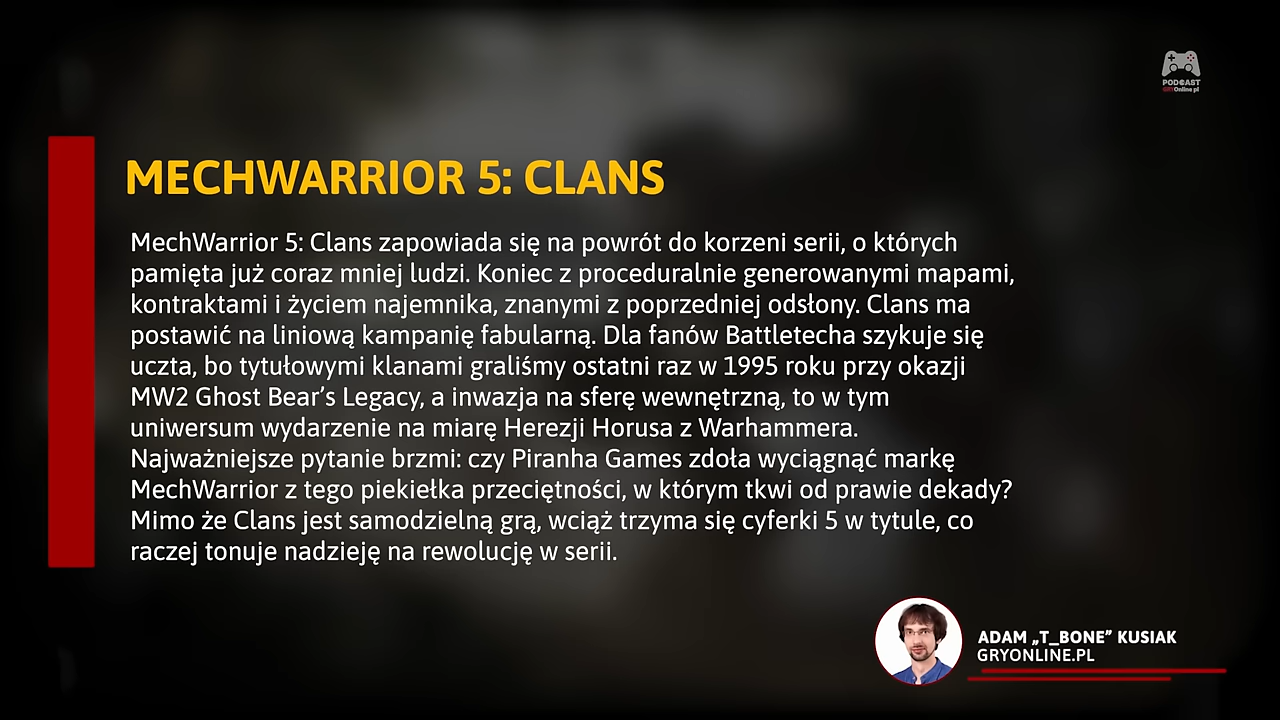 PODCAST
GRYOnline.pl
MECHWARRIOR 5: CLANS
MechWarrior 5: Clans zapowiada się na powrót do korzeni serii, o których
pamięta już coraz mniej ludzi. Koniec z proceduralnie generowanymi mapami,
kontraktami i życiem najemnika, znanymi z poprzedniej odsłony. Clans ma
postawić na liniową kampanię fabularną. Dla fanów Battletecha szykuje się
uczta, bo tytułowymi klanami graliśmy ostatni raz w 1995 roku przy okazji
MW2 Ghost Bear’s Legacy, a inwazja na sferę wewnętrzną, to w tym
uniwersum wydarzenie na miarę Herezji Horusa z Warhammera.
Najważniejsze pytanie brzmi: czy Piranha Games zdoła wyciągnąć markę
MechWarrior z tego piekiełka przeciętności, w którym tkwi od prawie dekady?
Mimo że Clans jest samodzielną grą, wciąż trzyma się cyferki 5 w tytule, co
raczej tonuje nadzieję na rewolucję w serii.
ADAM „T_BONE” KUSIAK
GRYONLINE.PL